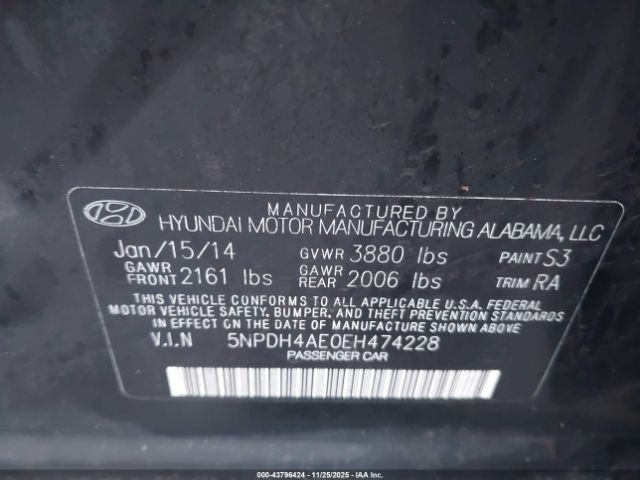 MANUFACTURED BY
HYUNDAI MOTOR MANUFACTURING ALABAMA, LLC
Jan/15/14 GVWR 3880 lbs PAINT S3
GAWR FRONT 2161 lbs GAWR REAR 2006 lbs TRIM RA
THIS VEHICLE CONFORMS TO ALL APPLICABLE U.S.A. FEDERAL
MOTOR VEHICLE SAFETY, BUMPER, AND THEFT PREVENTION STANDARDS
IN EFFECT ON THE DATE OF MANUFACTURE SHOWN ABOVE
V.I.N 5NPDH4AE0EH474228
PASSENGER CAR
000-43796424 - 11/25/2025 - IAA Inc.